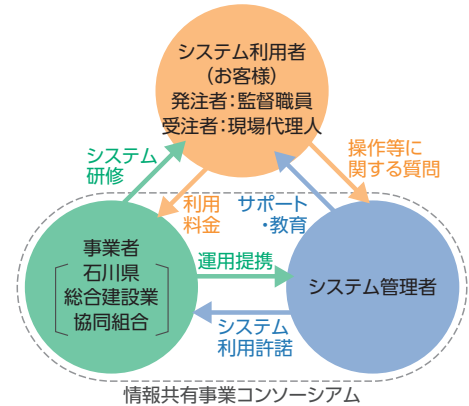 システム利用者
(お客様)
発注者:監督職員
受注者:現場代理人
システム
研修
操作等に
関する質問
利用
料金
サポート
・教育
事業者
石川県
総合建設業
協同組合
運用提携
システム管理者
システム
利用許諾
情報共有事業コンソーシアム